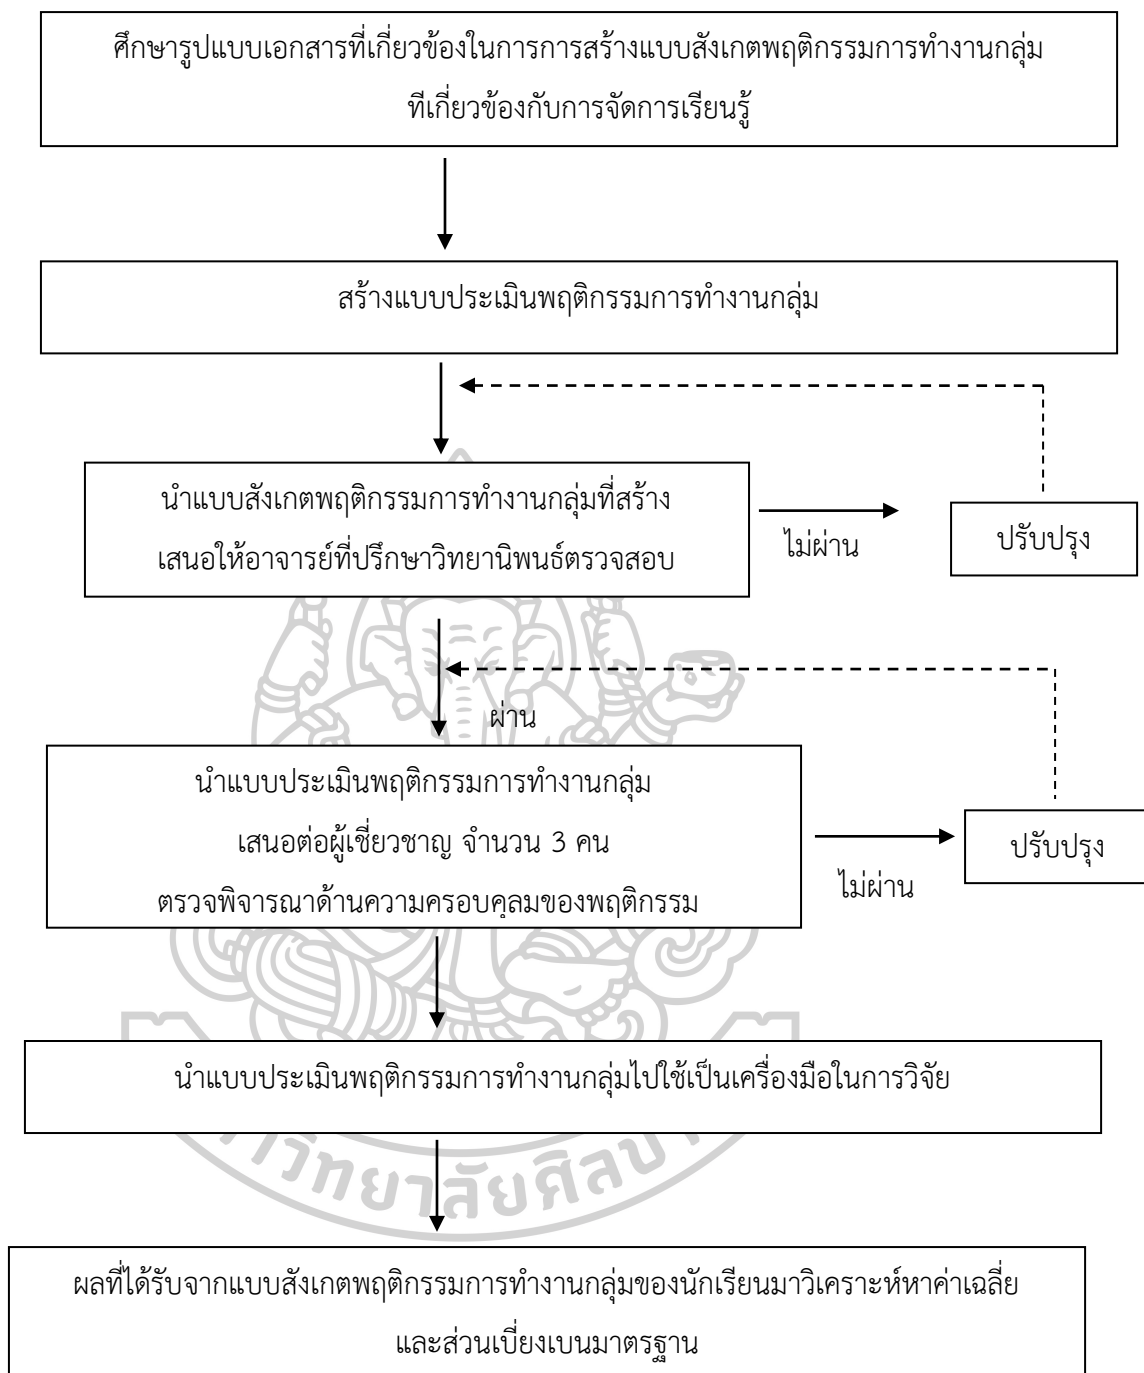 ศึกษารูปแบบเอกสารที่เกี่ยวข้องในการการสร้างแบบสังเกตพฤติกรรมการทำงานกลุ่ม
ทีเกี่ยวข้องกับการจัดการเรียนรู้
สร้างแบบประเมินพฤติกรรมการทำงานกลุ่ม
นำแบบสังเกตพฤติกรรมการทำงานกลุ่มที่สร้าง
เสนอให้อาจารย์ที่ปรึกษาวิทยานิพนธ์ตรวจสอบ
ไม่ผ่าน
ปรับปรุง
ผ่าน
นำแบบประเมินพฤติกรรมการทำงานกลุ่ม
เสนอต่อผู้เชี่ยวชาญ จำนวน 3 คน
ตรวจพิจารณาด้านความครอบคลุมของพฤติกรรม
ไม่ผ่าน
ปรับปรุง
นำแบบประเมินพฤติกรรมการทำงานกลุ่มไปใช้เป็นเครื่องมือในการวิจัย
วิทยาลัยศิลป
ผลที่ได้รับจากแบบสังเกตพฤติกรรมการทำงานกลุ่มของนักเรียนมาวิเคราะห์หาค่าเฉลี่ย
และส่วนเบี่ยงเบนมาตรฐาน